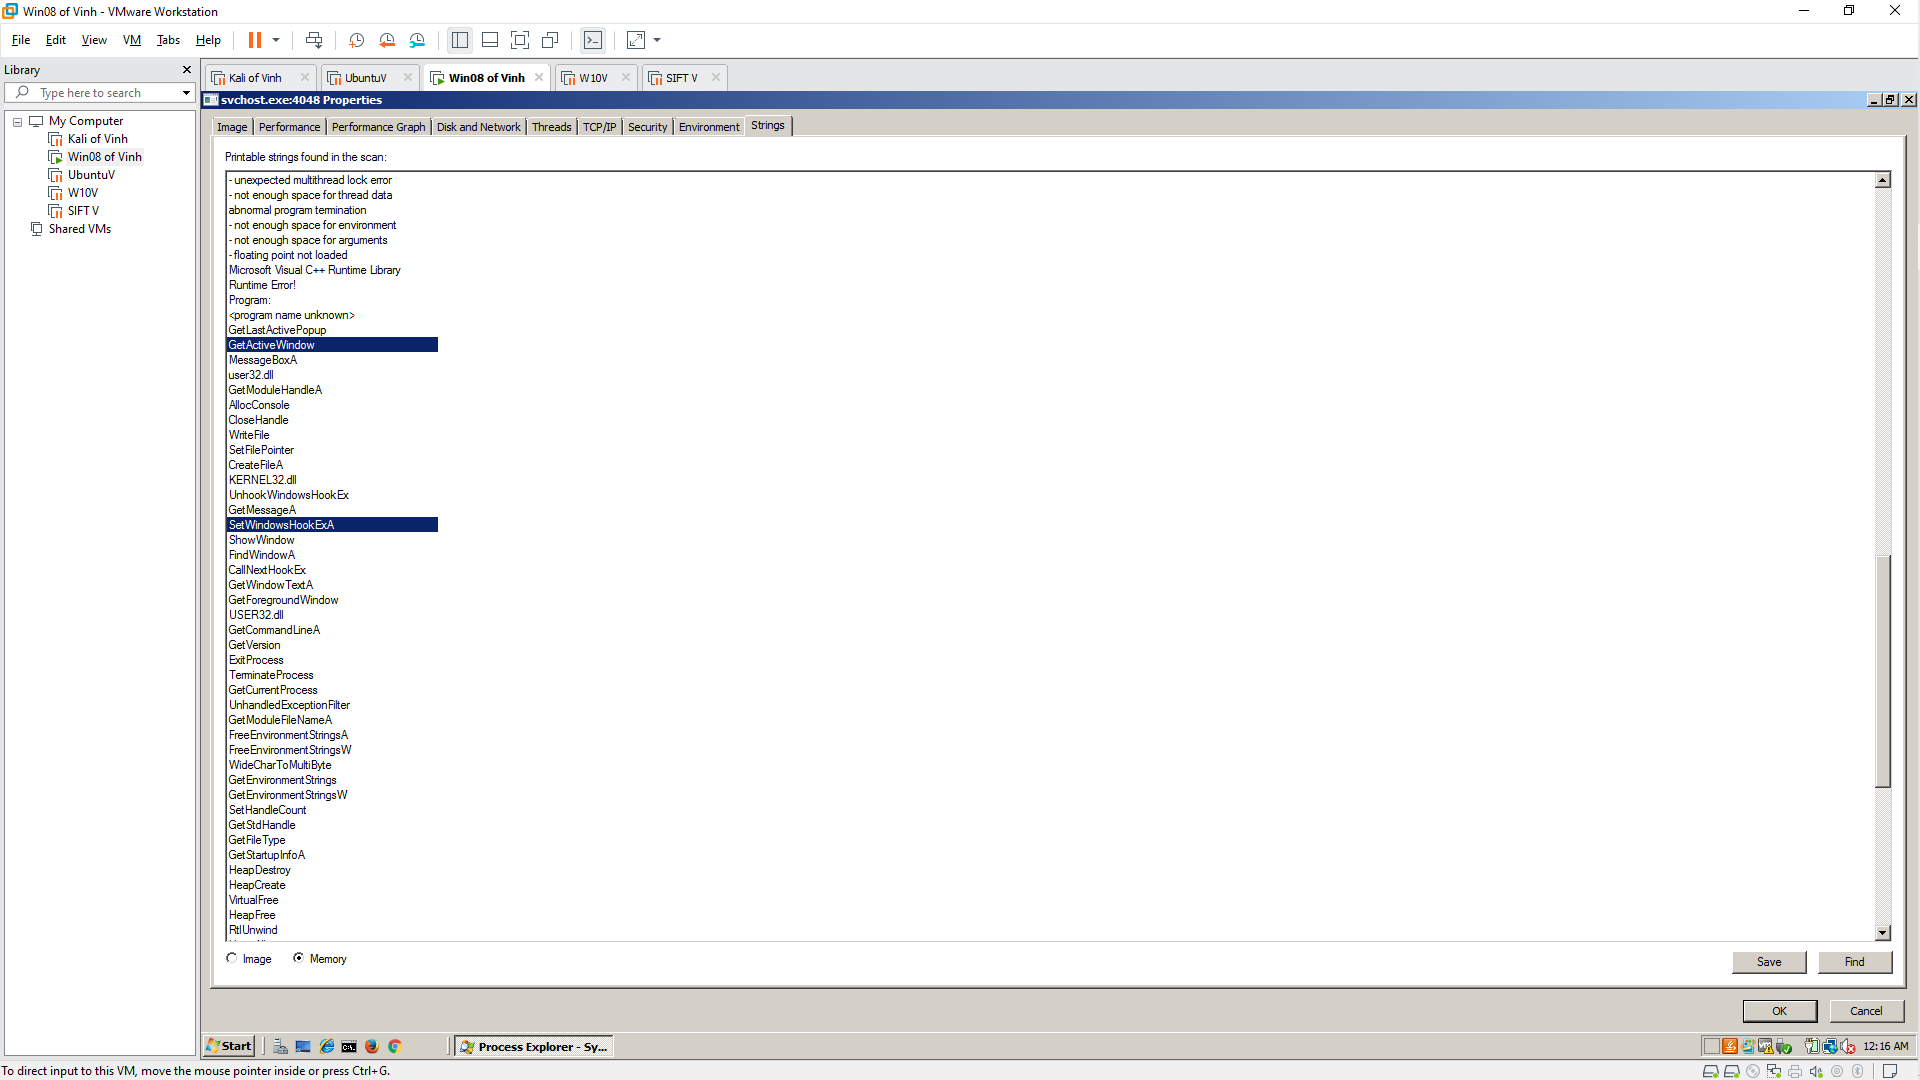 Win08 of Vinh - VMware Workstation
File Edit View VM Tabs Help
Library
Type here to search
My Computer
Kali of Vinh
Win08 of Vinh
UbuntuV
W10V
SIFT V
Shared VMs
Kali of Vinh UbuntuV Win08 of Vinh W10V SIFT V
svchost.exe:4048 Properties
Image Performance Performance Graph Disk and Network Threads TCP/IP Security Environment Strings
Printable strings found in the scan:
- unexpected multithread lock error
- not enough space for thread data
abnormal program termination
- not enough space for environment
- not enough space for arguments
- floating point not loaded
Microsoft Visual C++ Runtime Library
Runtime Error!
Program:
<program name unknown>
GetLastActivePopup
GetActiveWindow
MessageBoxA
user32.dll
GetModuleHandleA
AllocConsole
CloseHandle
WriteFile
SetFilePointer
CreateFileA
KERNEL32.dll
UnhookWindowsHookEx
GetMessageA
SetWindowsHookExA
ShowWindow
FindWindowA
CallNextHookEx
GetWindowTextA
GetForegroundWindow
USER32.dll
GetCommandLineA
GetVersion
ExitProcess
TerminateProcess
GetCurrentProcess
UnhandledExceptionFilter
GetModuleFileNameA
FreeEnvironmentStringsA
FreeEnvironmentStringsW
WideCharToMultiByte
GetEnvironmentStrings
GetEnvironmentStringsW
SetHandleCount
GetStdHandle
GetFileType
GetStartupInfoA
HeapDestroy
HeapCreate
VirtualFree
HeapFree
RtlUnwind
Image Memory
Save Find
OK Cancel
Start
Process Explorer - Sy...
12:16 AM
To direct input to this VM, move the mouse pointer inside or press Ctrl+G.